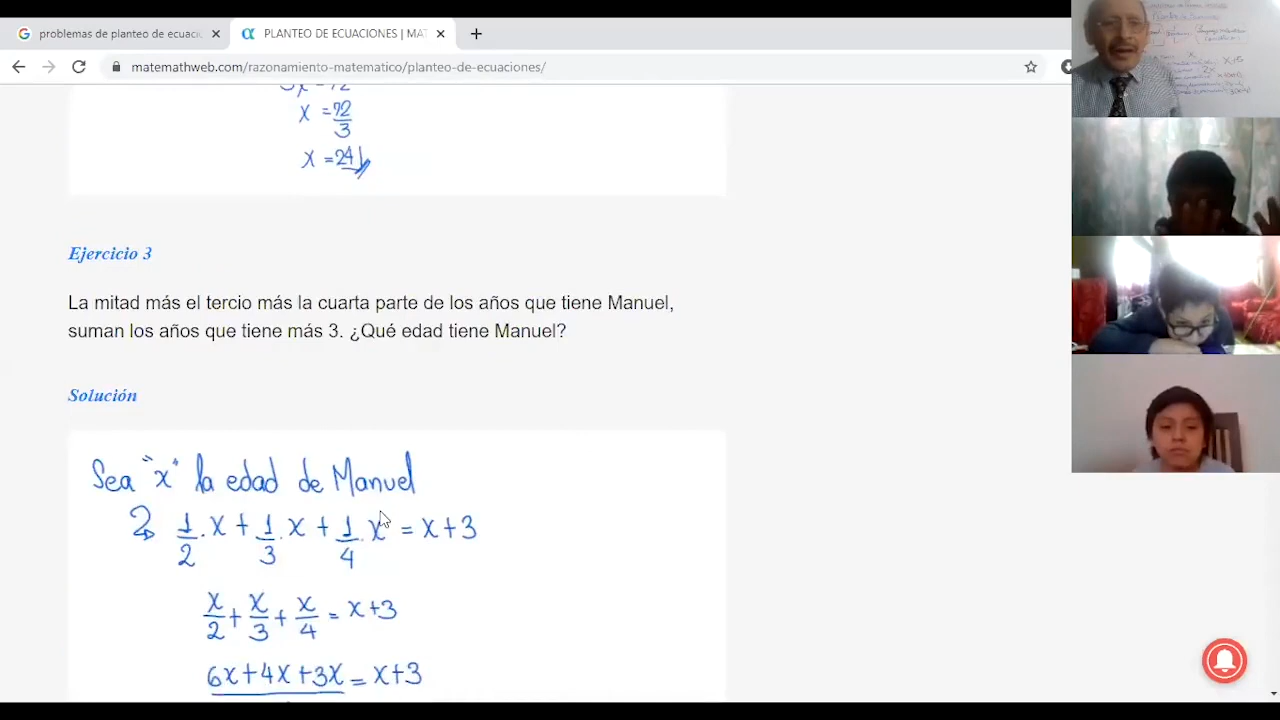 problemas de planteo de ecuaci
PLANTEO DE ECUACIONES | MAT
matemathweb.com/razonamiento-matematico/planteo-de-ecuaciones/
x = 72
3
x = 24
Ejercicio 3
La mitad más el tercio más la cuarta parte de los años que tiene Manuel,
suman los años que tiene más 3. ¿Qué edad tiene Manuel?
Solución
Sea "x" la edad de Manuel
1/2 . x + 1/3 . x + 1/4 . x = x + 3
x/2 + x/3 + x/4 = x + 3
6x + 4x + 3x = x + 3